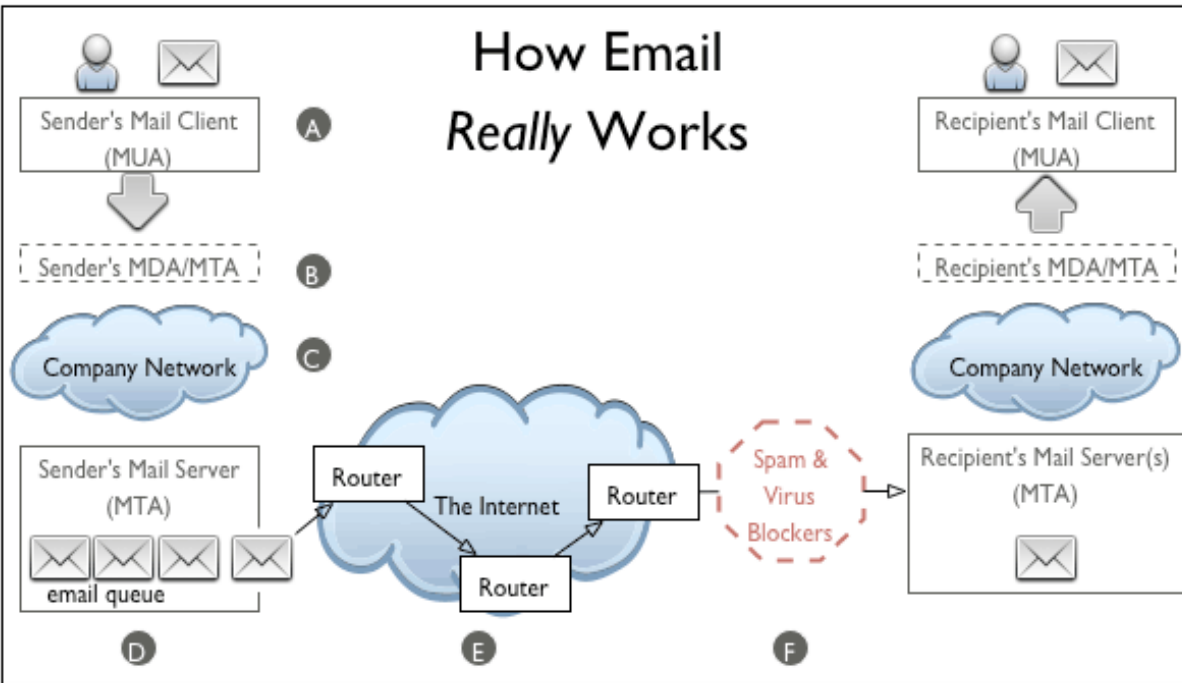 How Email
Really Works
Sender's Mail Client
(MUA)
A
Recipient's Mail Client
(MUA)
Sender's MDA/MTA
B
Recipient's MDA/MTA
Company Network
C
Company Network
Sender's Mail Server
(MTA)
email queue
Router
The Internet
Router
Router
Spam &
Virus
Blockers
Recipient's Mail Server(s)
(MTA)
D
E
F